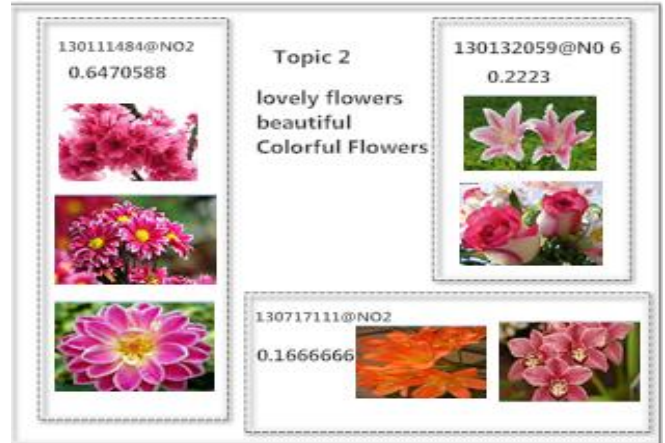 130111484@NO2
0.6470588
Topic 2
lovely flowers
beautiful
Colorful Flowers
130132059@N0 6
0.2223
130717111@NO2
0.1666666